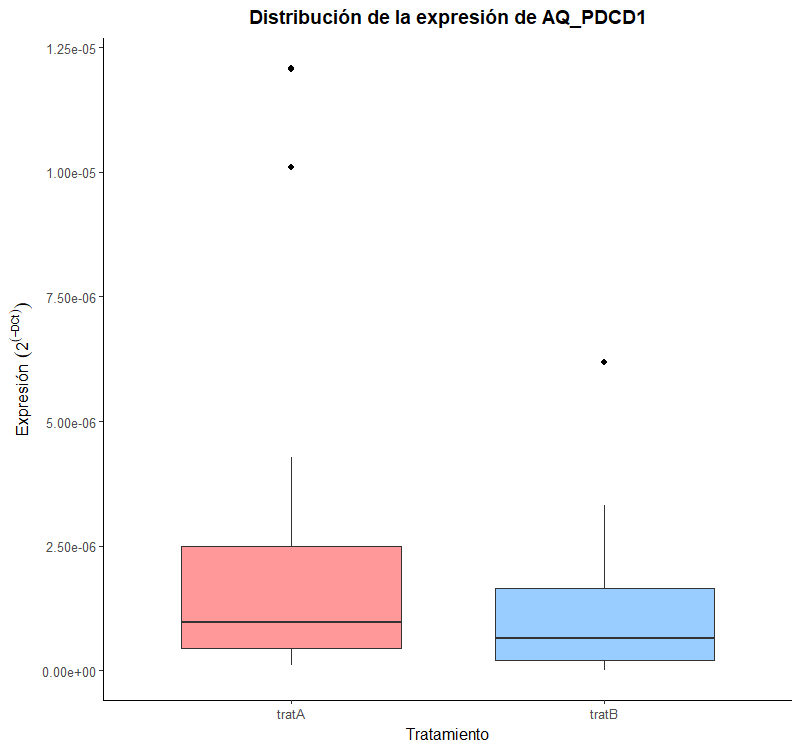 Distribución de la expresión de AQ_PDCD1
1.25e-05
1.00e-05
7.50e-06
5.00e-06
2.50e-06
0.00e+00
Expresión (2^(−DCt))
tratA
tratB
Tratamiento